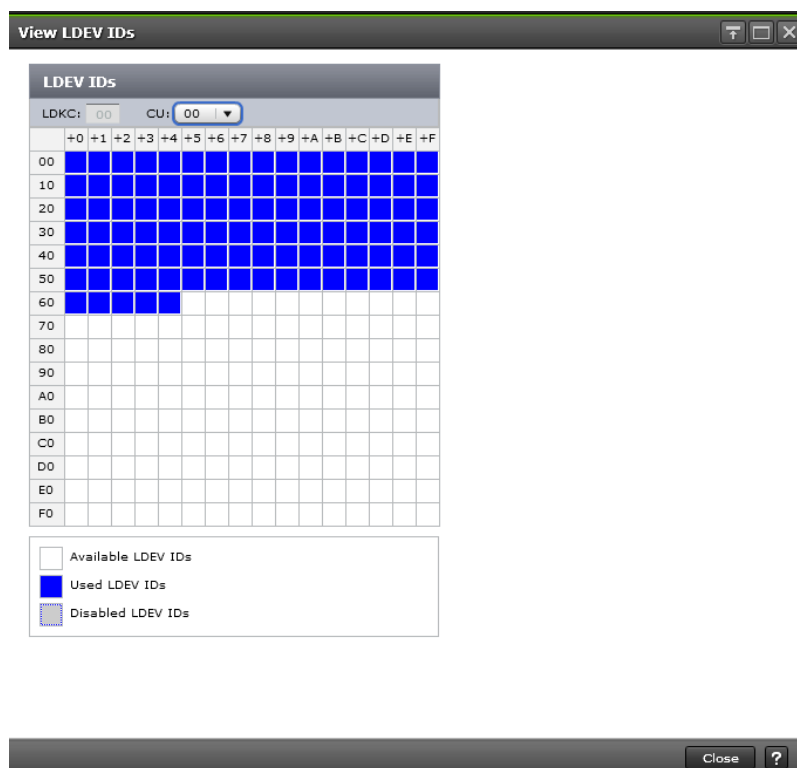 View LDEV IDs
LDEV IDs
LDKC: 00 CU: 00
+0 +1 +2 +3 +4 +5 +6 +7 +8 +9 +A +B +C +D +E +F
00
10
20
30
40
50
60
70
80
90
A0
B0
C0
D0
E0
F0
Available LDEV IDs
Used LDEV IDs
Disabled LDEV IDs
Close ?